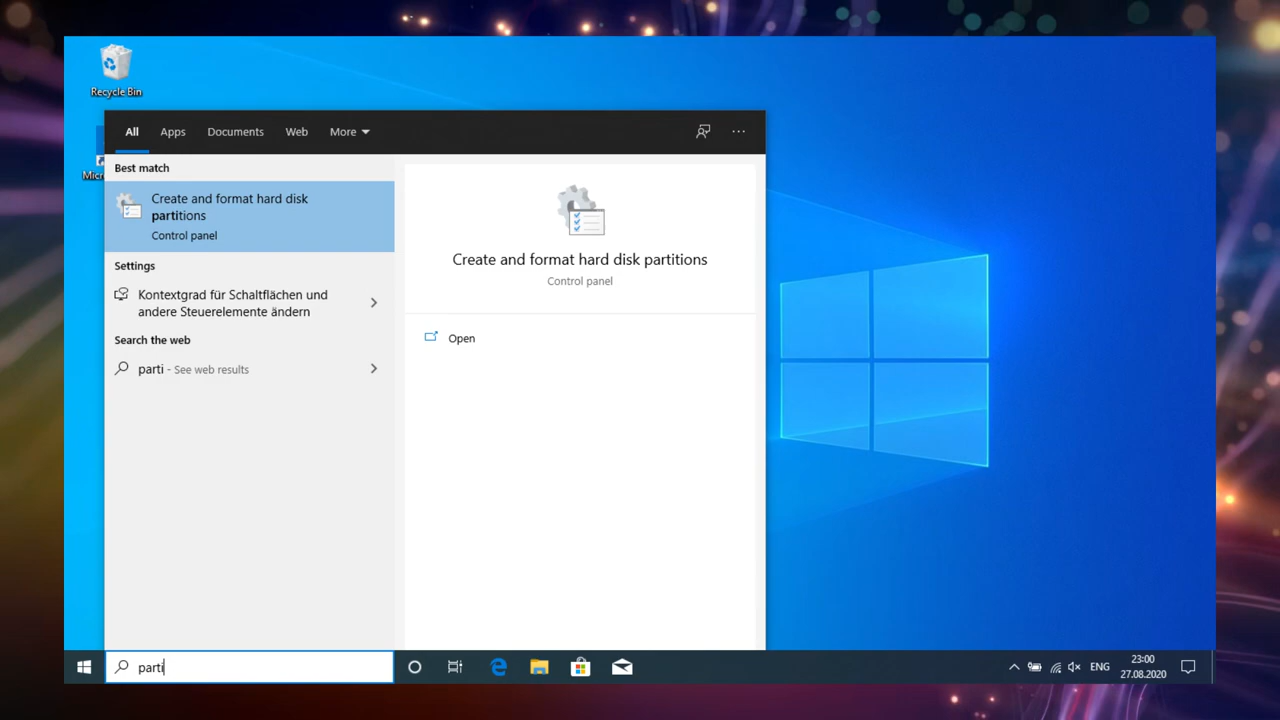 Recycle Bin
Micr
All Apps Documents Web More
Best match
Create and format hard disk
partitions
Control panel
Settings
Kontextgrad für Schaltflächen und
andere Steuerelemente ändern
Search the web
parti - See web results
Create and format hard disk partitions
Control panel
Open
parti
ENG
23:00
27.08.2020